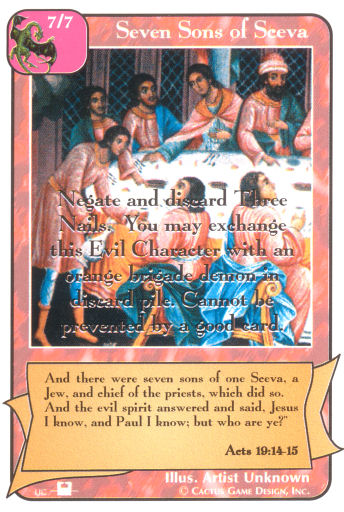 7/7
Seven Sons of Sceva
Negate and discard Three
Nails. You may exchange
this Evil Character with an
orange brigade demon in
discard pile. Cannot be
prevented by a good card.
And there were seven sons of one Sceva, a
Jew, and chief of the priests, which did so.
And the evil spirit answered and said, Jesus
I know, and Paul I know; but who are ye?"
Acts 19:14-15
Illus. Artist Unknown
© Cactus Game Design, Inc.